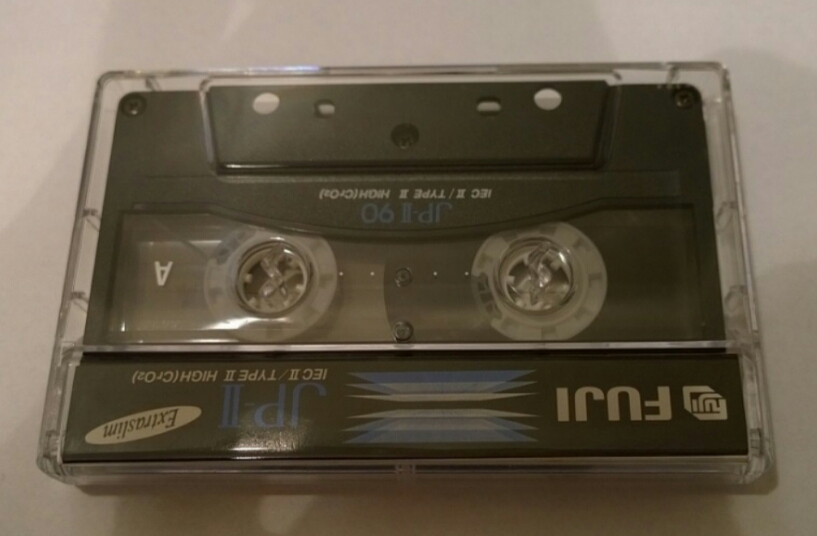 FUJI FUJI JP-II Extraslim
IEC II/TYPE II HIGH(CrO₂)
A
JP-II 90
IEC II/TYPE II HIGH(CrO₂)